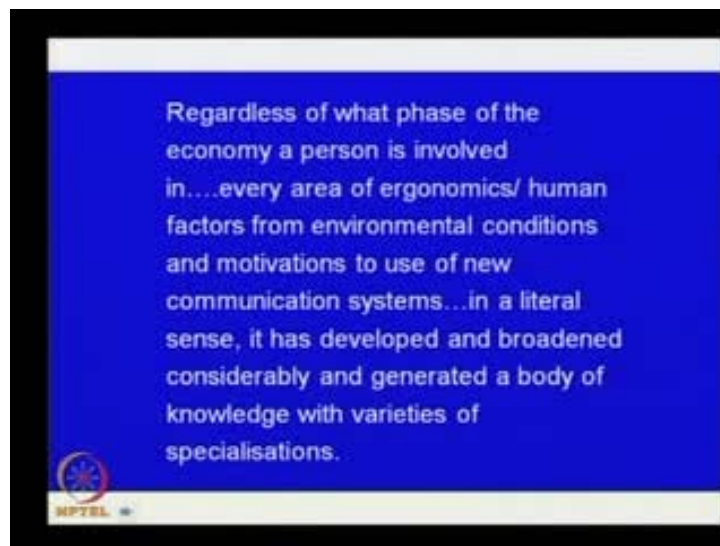 Regardless of what phase of the
economy a person is involved
in....every area of ergonomics/ human
factors from environmental conditions
and motivations to use of new
communication systems...in a literal
sense, it has developed and broadened
considerably and generated a body of
knowledge with varieties of
specialisations.
NPTEL